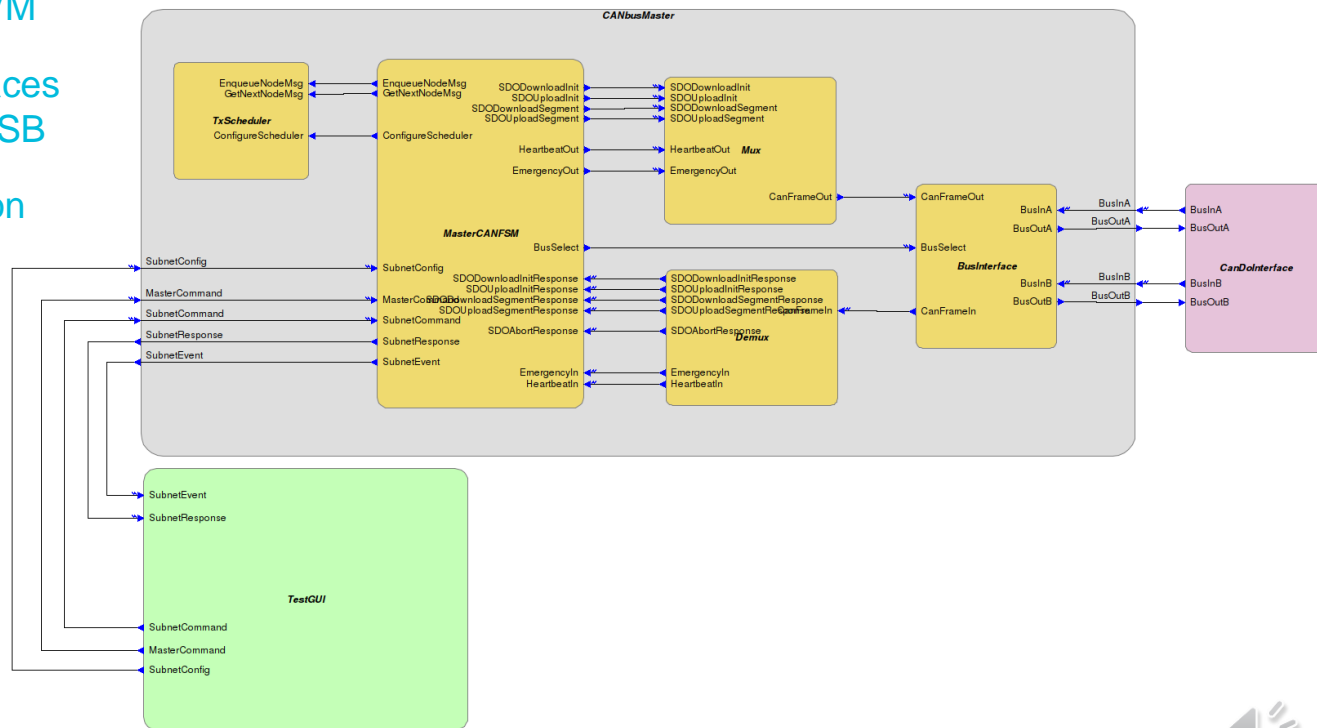 CANbusMaster
EnqueueNodeMsg
GetNextNodeMsg
TxScheduler
ConfigureScheduler
EnqueueNodeMsg
GetNextNodeMsg
ConfigureScheduler
SDODownloadInit
SDOUploadInit
SDODownloadSegment
SDOUploadSegment
HeartbeatOut
EmergencyOut
MasterCANFSM
BusSelect
SubnetConfig
SDODownloadInitResponse
SDOUploadInitResponse
MasterCommand
SDODownloadSegmentResponse
SDOUploadSegmentResponse
SubnetCommand
SDOAbortResponse
SubnetResponse
SubnetEvent
EmergencyIn
HeartbeatIn
SDODownloadInit
SDOUploadInit
SDODownloadSegment
SDOUploadSegment
HeartbeatOut
Mux
EmergencyOut
CanFrameOut
SDODownloadInitResponse
SDOUploadInitResponse
SDODownloadSegmentResponse
SDOUploadSegmentResponse
CanFrameIn
SDOAbortResponse
Demux
EmergencyIn
HeartbeatIn
CanFrameOut
BusInA
BusOutA
BusSelect
BusInterface
BusInB
BusOutB
CanFrameIn
BusInA
BusOutA
BusInB
BusOutB
BusInA
BusOutA
CanDoInterface
BusInB
BusOutB
SubnetConfig
MasterCommand
SubnetCommand
SubnetResponse
SubnetEvent
SubnetEvent
SubnetResponse
TestGUI
SubnetCommand
MasterCommand
SubnetConfig